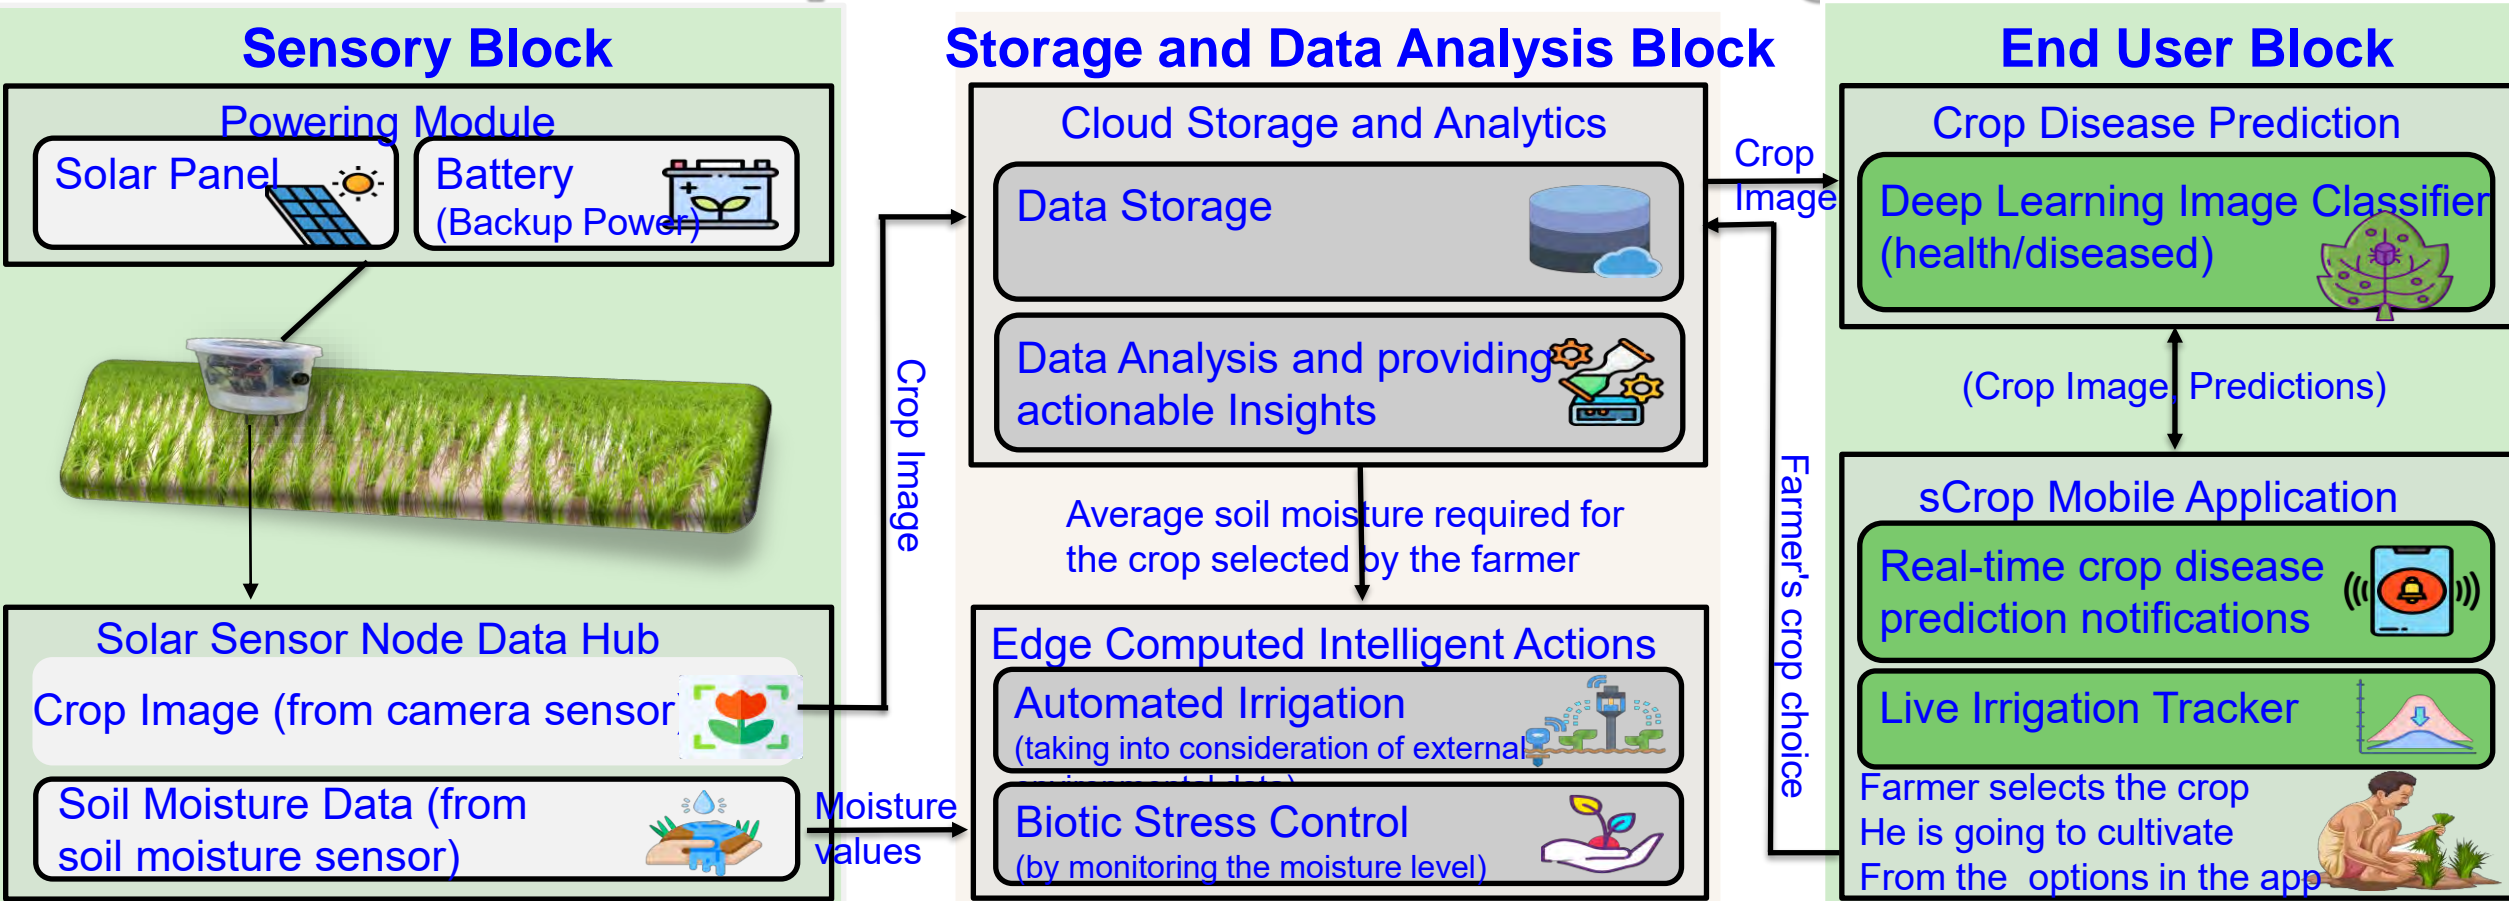 Sensory Block
Powering Module
Solar Panel
Battery
(Backup Power)
Solar Sensor Node Data Hub
Crop Image (from camera sensor)
Soil Moisture Data (from
soil moisture sensor)
Crop Image
Moisture
values
Storage and Data Analysis Block
Cloud Storage and Analytics
Data Storage
Data Analysis and providing
actionable Insights
Average soil moisture required for
the crop selected by the farmer
Edge Computed Intelligent Actions
Automated Irrigation
(taking into consideration of external
environmental data)
Biotic Stress Control
(by monitoring the moisture level)
Crop
Image
Farmer's crop choice
End User Block
Crop Disease Prediction
Deep Learning Image Classifier
(health/diseased)
(Crop Image, Predictions)
sCrop Mobile Application
Real-time crop disease
prediction notifications
Live Irrigation Tracker
Farmer selects the crop
He is going to cultivate
From the options in the app